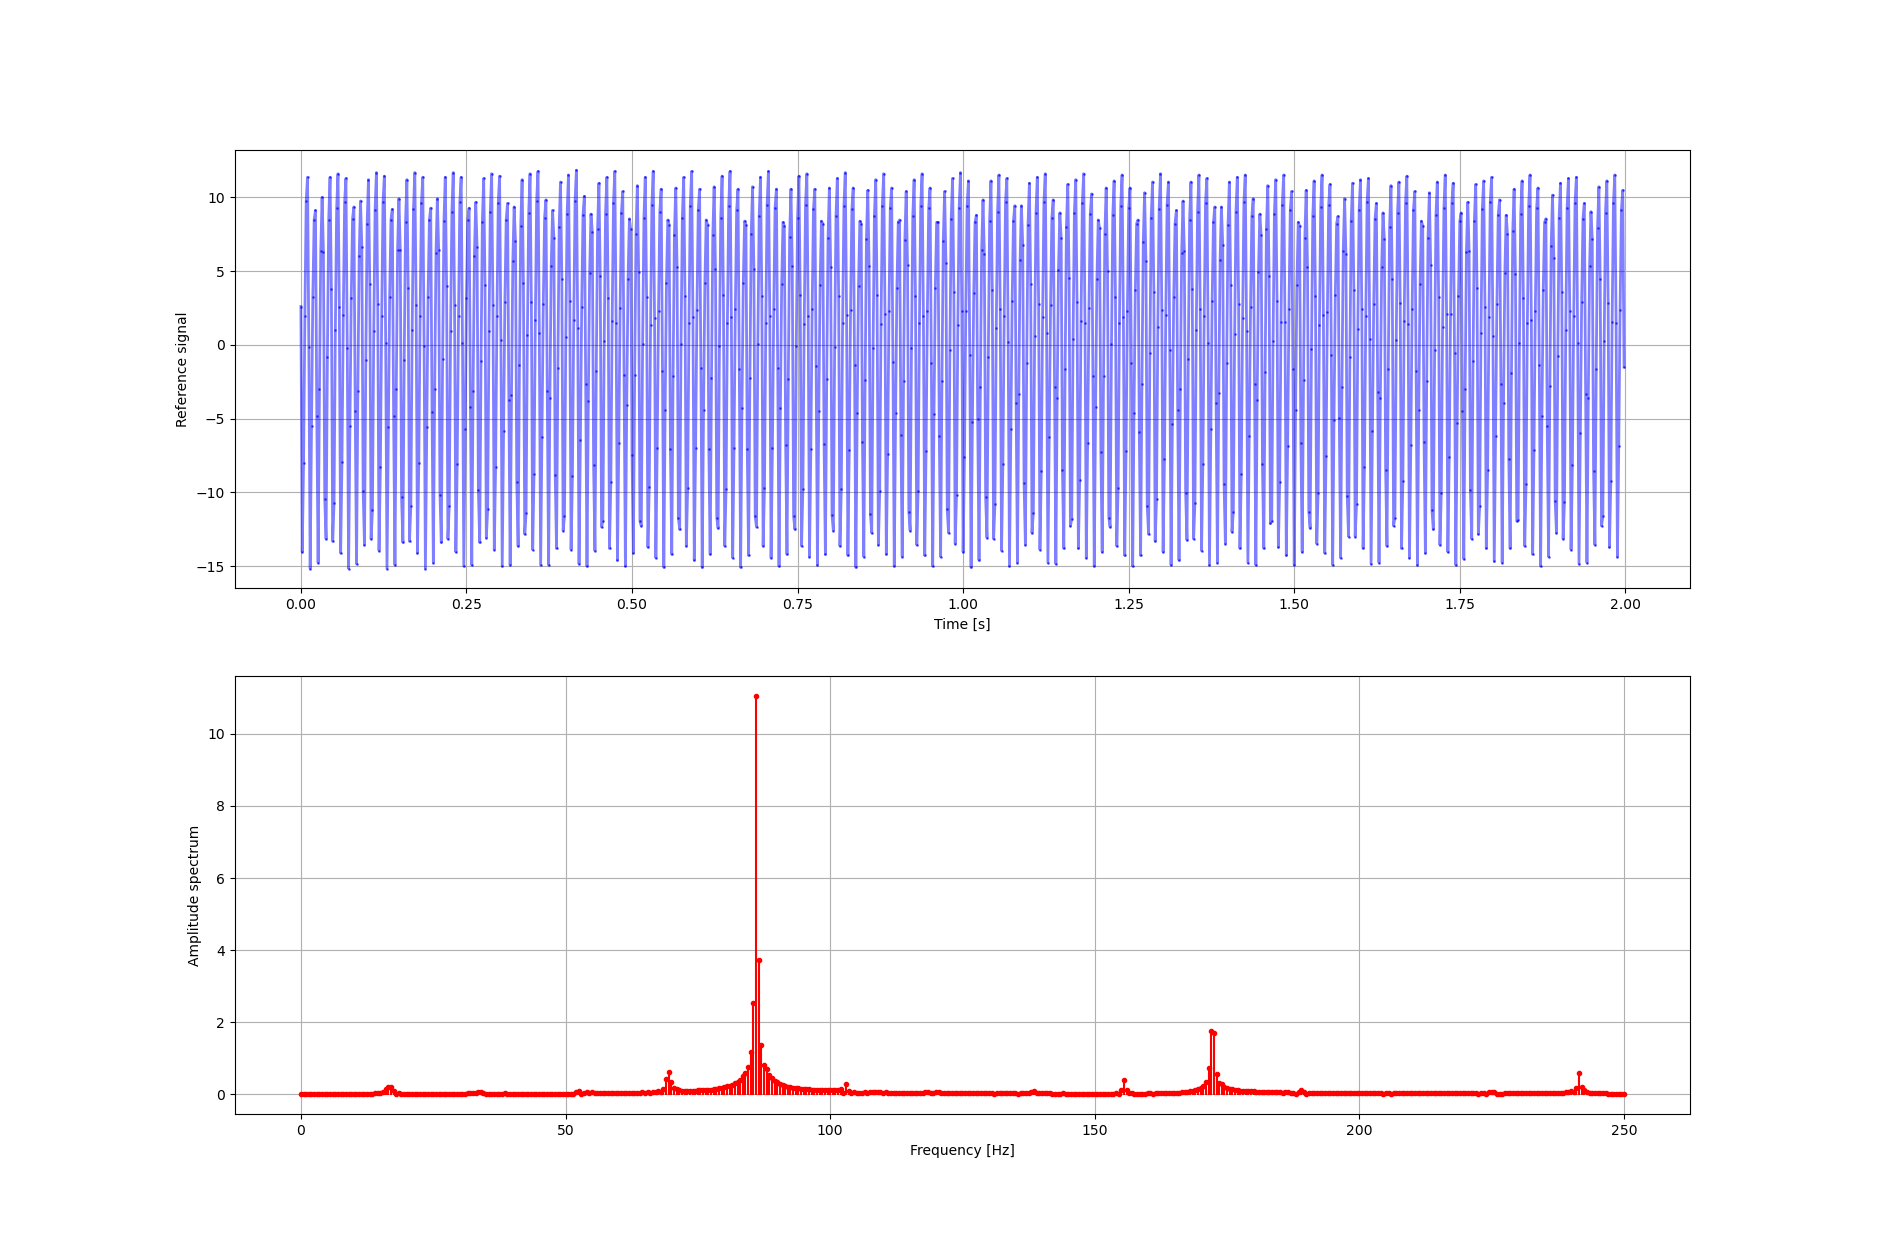 10
5
0
−5
−10
−15
Reference signal
0.00 0.25 0.50 0.75 1.00 1.25 1.50 1.75 2.00
Time [s]
10
8
6
4
2
0
Amplitude spectrum
0 50 100 150 200 250
Frequency [Hz]